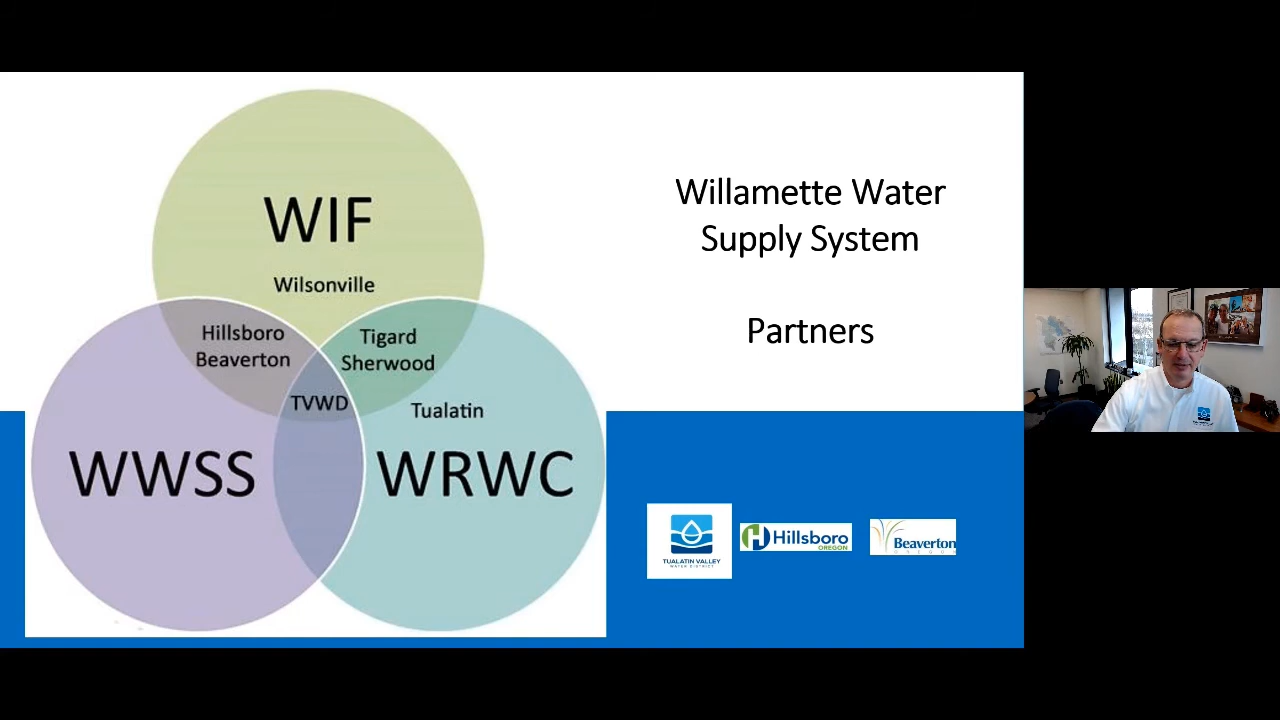 WIF
Wilsonville
Hillsboro
Beaverton
Tigard
Sherwood
TVWD
Tualatin
WWSS
WRWC
Willamette Water
Supply System
Partners
TUALATIN VALLEY
WATER DISTRICT
Hillsboro
OREGON
Beaverton
OREGON